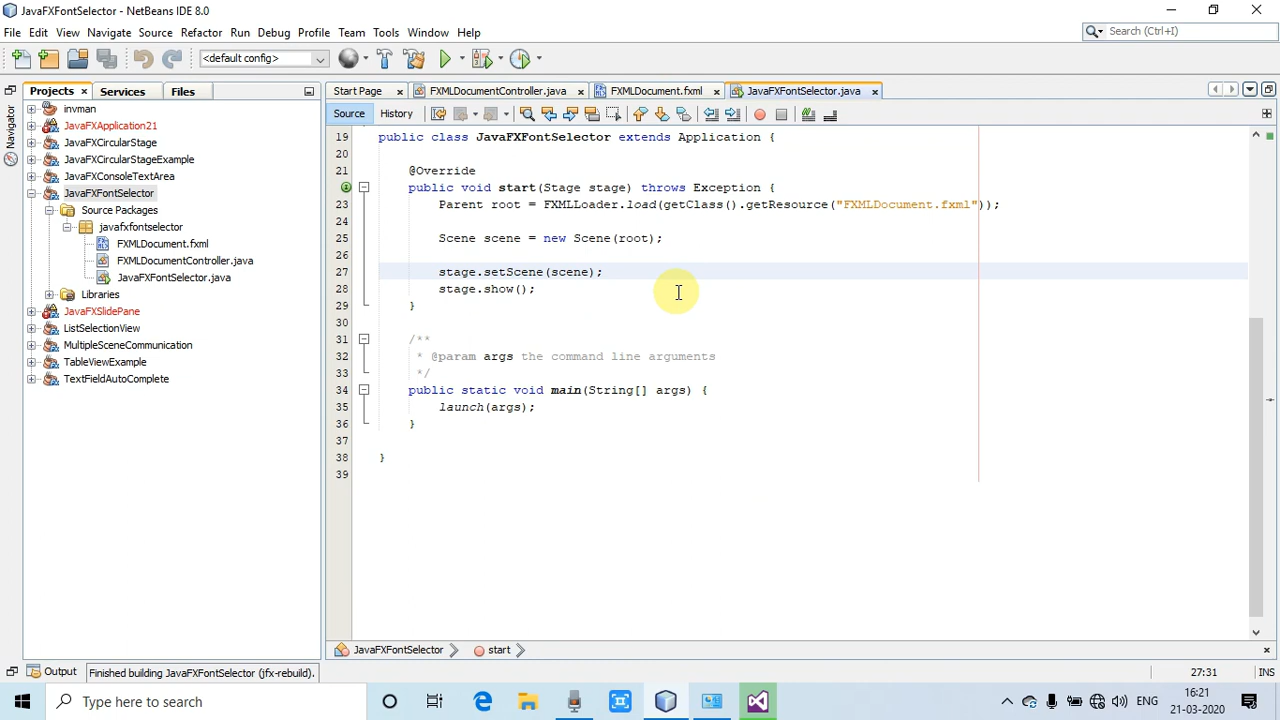 JavaFXFontSelector - NetBeans IDE 8.0
File Edit View Navigate Source Refactor Run Debug Profile Team Tools Window Help
Search (Ctrl+I)
<default config>
Projects Services Files
Start Page FXMLDocumentController.java FXMLDocument.fxml JavaFXFontSelector.java
Source History
Navigator
invman
JavaFXApplication21
JavaFXCircularStage
JavaFXCircularStageExample
JavaFXConsoleTextArea
JavaFXFontSelector
Source Packages
javafxfontselector
FXMLDocument.fxml
FXMLDocumentController.java
JavaFXFontSelector.java
Libraries
JavaFXSlidePane
ListSelectionView
MultipleSceneCommunication
TableViewExample
TextFieldAutoComplete
19 public class JavaFXFontSelector extends Application {
20
21 @Override
public void start(Stage stage) throws Exception {
23 Parent root = FXMLLoader.load(getClass().getResource("FXMLDocument.fxml"));
24
25 Scene scene = new Scene(root);
26
27 stage.setScene(scene);
28 stage.show();
29 }
30
31 /**
32 * @param args the command line arguments
33 */
34 public static void main(String[] args) {
35 launch(args);
36 }
37
38 }
39
JavaFXFontSelector start
Output Finished building JavaFXFontSelector (jfx-rebuild).
27:31 INS
Type here to search
ENG
16:21
21-03-2020